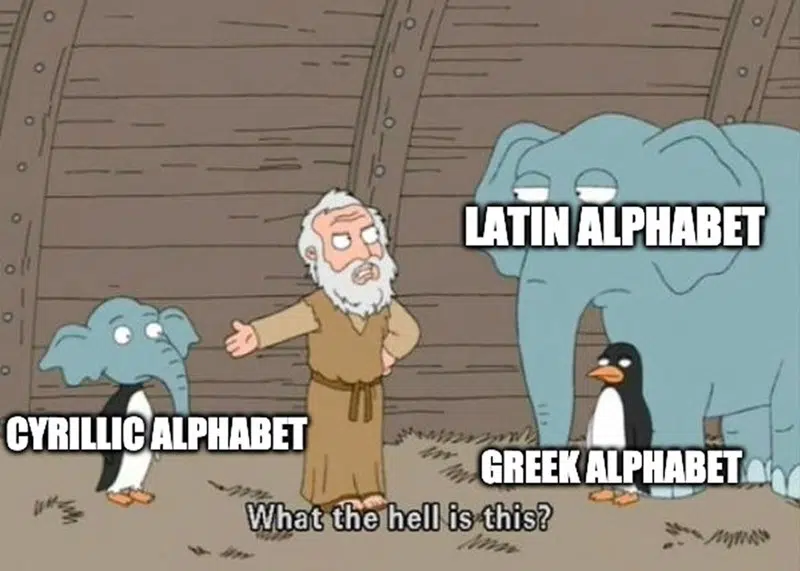 LATIN ALPHABET
CYRILLIC ALPHABET
GREEK ALPHABET
What the hell is this?